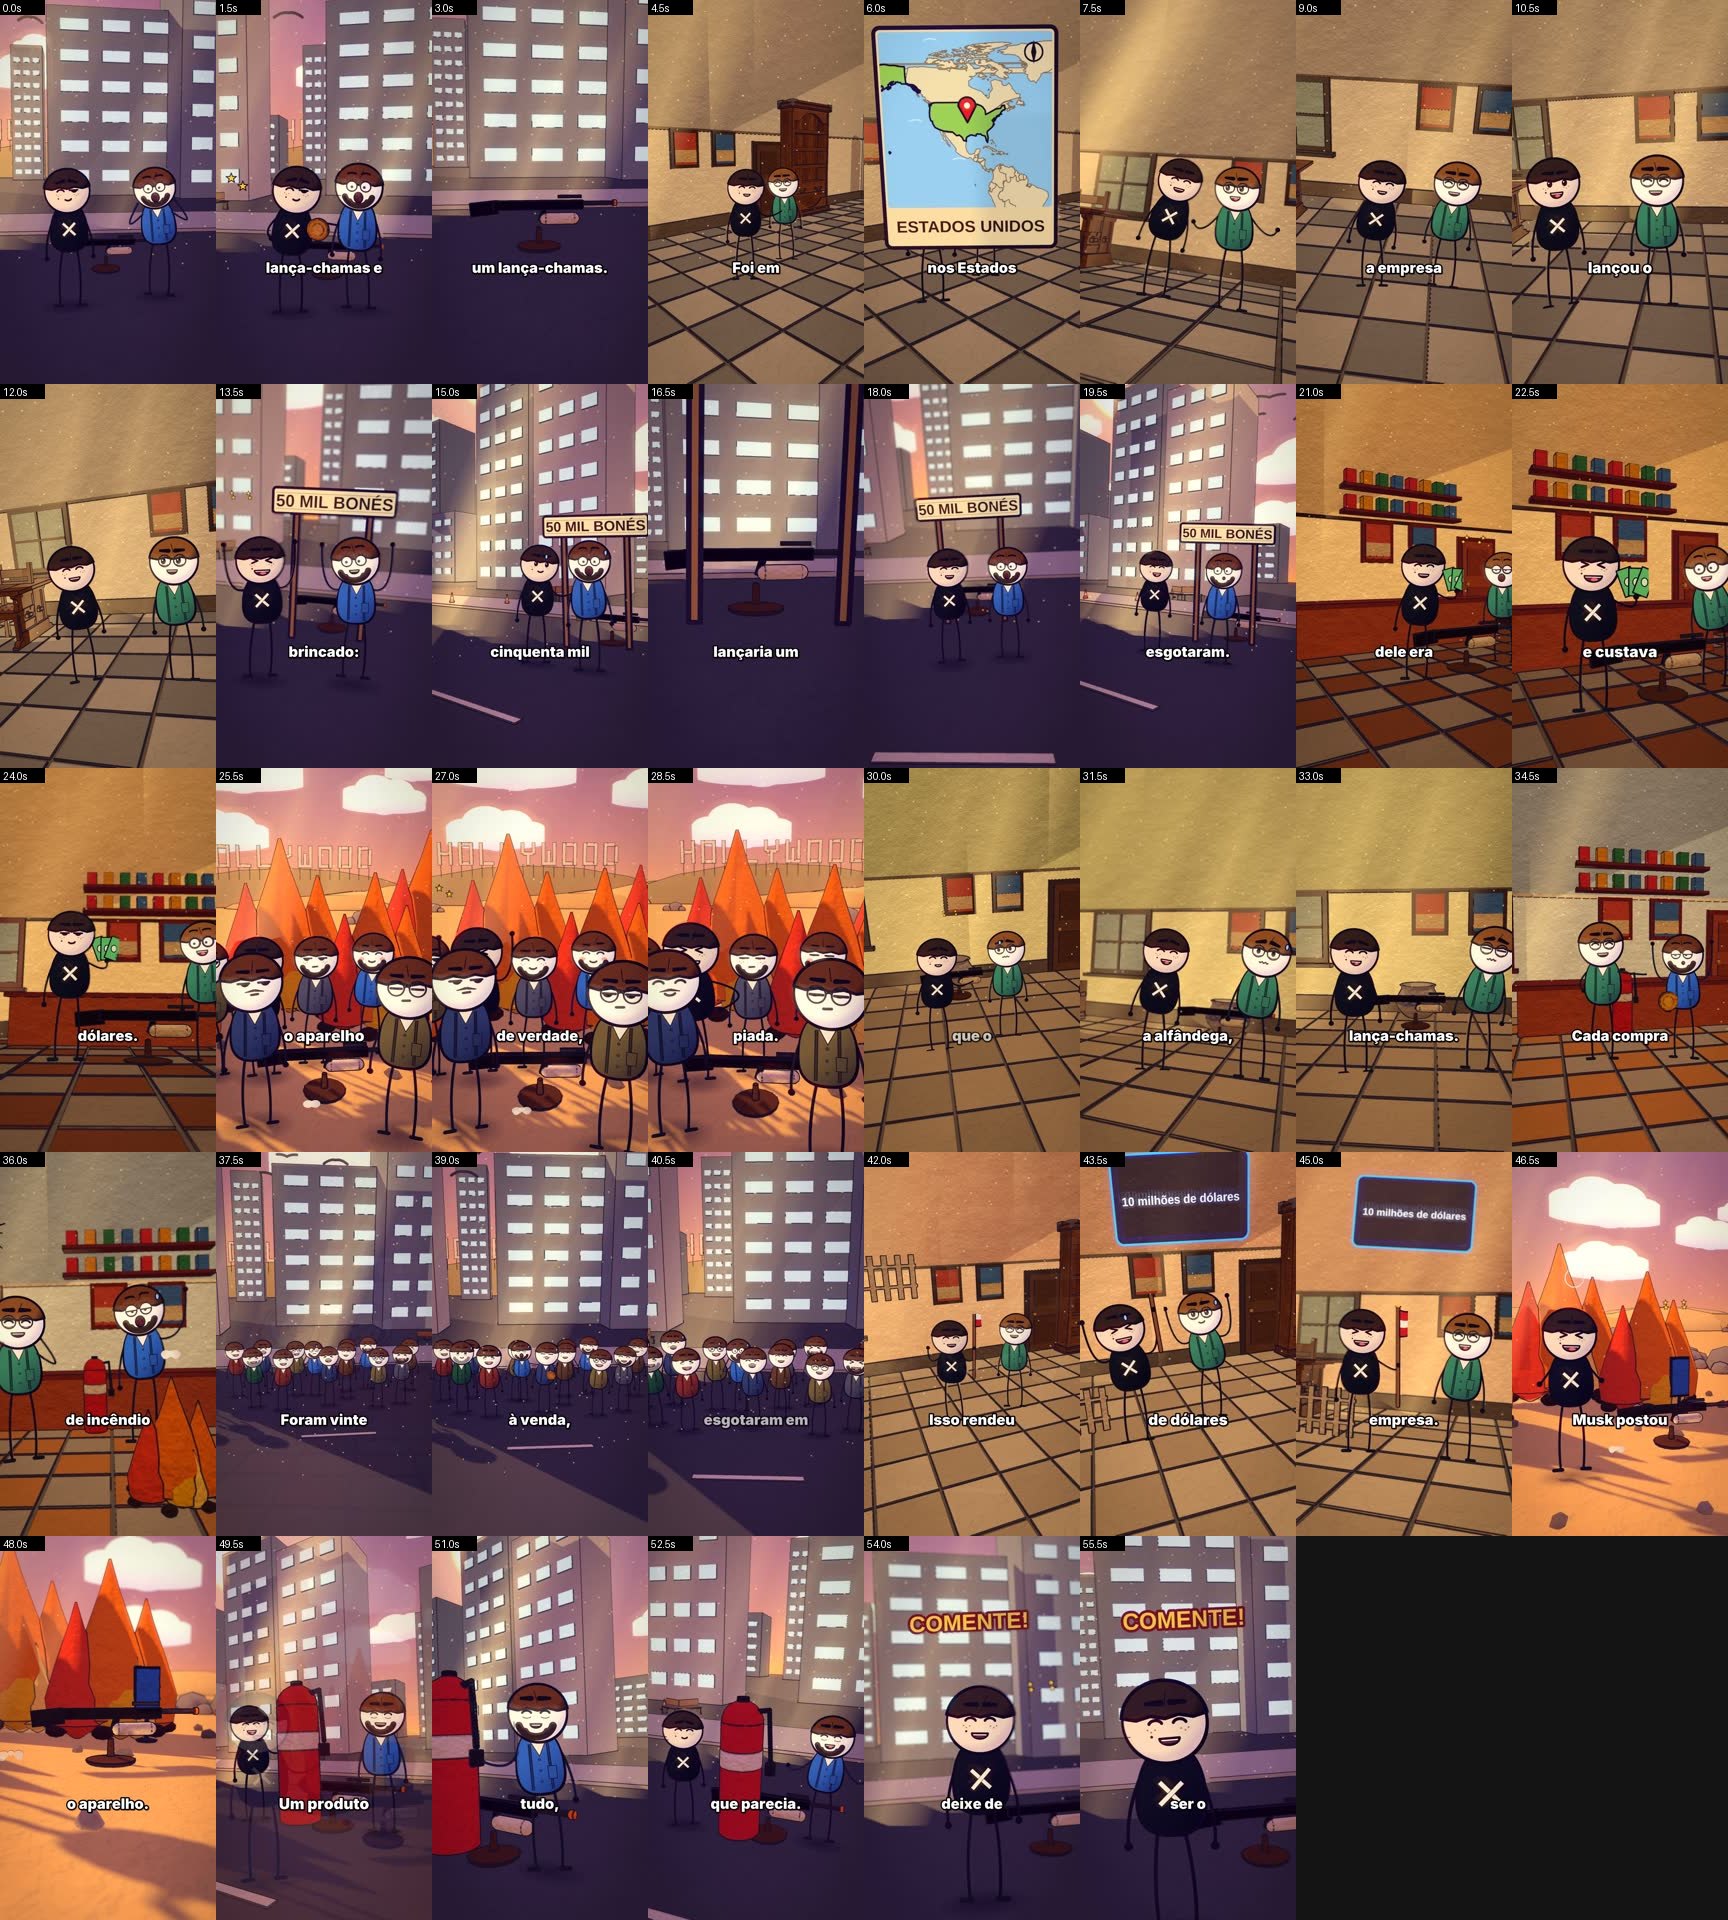 0.0s
1.5s
3.0s
4.5s
6.0s
7.5s
9.0s
10.5s
ESTADOS UNIDOS
lança-chamas e
um lança-chamas.
Foi em
nos Estados
a empresa
lançou o
12.0s
13.5s
15.0s
16.5s
18.0s
19.5s
21.0s
22.5s
50 MIL BONÉS
50 MIL BONÉS
50 MIL BONÉS
50 MIL BONÉS
brincado:
cinquenta mil
lançaria um
esgotaram.
dele era
e custava
24.0s
25.5s
27.0s
28.5s
30.0s
31.5s
33.0s
34.5s
OLLYWOOD
HOLLYWOOD
HOLLYWOOD
dólares.
o aparelho
de verdade,
piada.
que o
a alfândega,
lança-chamas.
Cada compra
36.0s
37.5s
39.0s
40.5s
42.0s
43.5s
45.0s
46.5s
10 milhões de dólares
10 milhões de dólares
de incêndio
Foram vinte
à venda,
esgotaram em
Isso rendeu
de dólares
empresa.
Musk postou
48.0s
49.5s
51.0s
52.5s
54.0s
55.5s
COMENTE!
COMENTE!
o aparelho.
Um produto
tudo,
que parecia.
deixe de
ser o